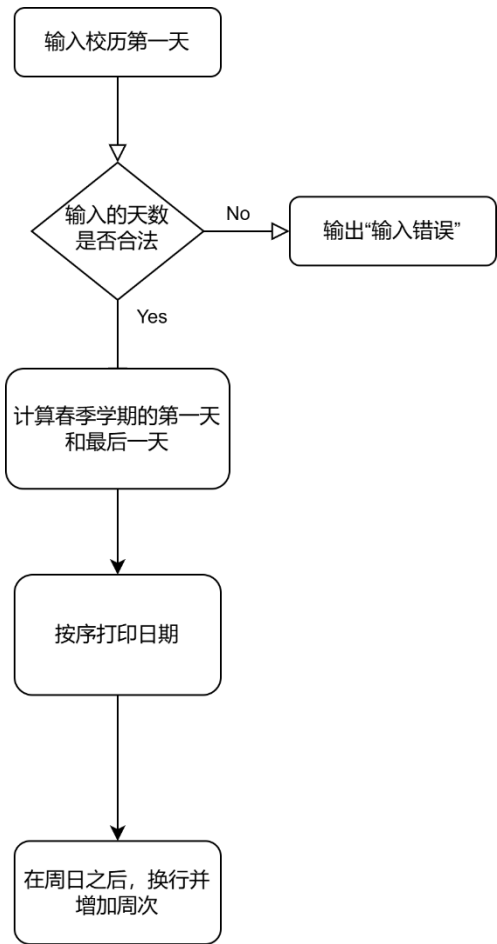 输入校历第一天
输入的天数
是否合法
No
输出“输入错误”
Yes
计算春季学期的第一天
和最后一天
按序打印日期
在周日之后，换行并
增加周次